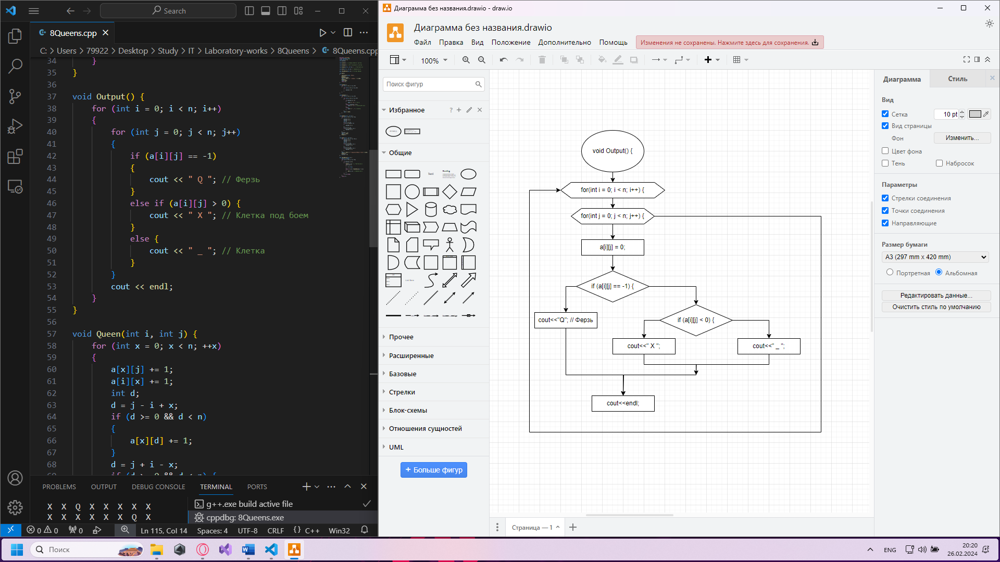 Search
8Queens.cpp
C: > Users > 79922 > Desktop > Study > IT > Laboratory-works > 8Queens > 8Queens.cpp
34 }
35 }
36
37 void Output() {
38 for (int i = 0; i < n; i++)
39 {
40 for (int j = 0; j < n; j++)
41 {
42 if (a[i][j] == -1)
43 {
44 cout << " Q "; // Ферзь
45 }
46 else if (a[i][j] > 0) {
47 cout << " X "; // Клетка под боем
48 }
49 else {
50 cout << " _ "; // Клетка
51 }
52 }
53 cout << endl;
54 }
55 }
56
57 void Queen(int i, int j) {
58 for (int x = 0; x < n; ++x)
59 {
60 a[x][j] += 1;
61 a[i][x] += 1;
62 int d;
63 d = j - i + x;
64 if (d >= 0 && d < n)
65 {
66 a[x][d] += 1;
67 }
68 d = j + i - x;
69 if (d >= 0 && d < n) {
PROBLEMS OUTPUT DEBUG CONSOLE TERMINAL PORTS
X X Q X X X X X
X X X X X X Q X
g++.exe build active file
cppdbg: 8Queens.exe
0 0 0 Ln 115, Col 14 Spaces: 4 UTF-8 CRLF {} C++ Win32
Диаграмма без названия.drawio - draw.io
Диаграмма без названия.drawio
Файл Правка Вид Положение Дополнительно Помощь Изменения не сохранены. Нажмите здесь для сохранения.
100%
Поиск фигур
Избранное ?
Общие
Text
Heading
Прочее
Расширенные
Базовые
Стрелки
Блок-схемы
Отношения сущностей
UML
+ Больше фигур
void Output() {
for(int i = 0; i < n; i++) {
for(int j = 0; j < n; j++) {
a[i][j] = 0;
if (a[i][j] == -1) {
cout<<"Q"; // Ферзь
if (a[i][j] < 0) {
cout<<" X ";
cout<<" _ ";
cout<<endl;
Страница — 1
Диаграмма Стиль
Вид
Сетка 10 pt
Вид страницы
Фон Изменить...
Цвет фона
Тень Набросок
Параметры
Стрелки соединения
Точки соединения
Направляющие
Размер бумаги
A3 (297 mm x 420 mm)
Портретная Альбомная
Редактировать данные...
Очистить стиль по умолчанию
Поиск
ENG
20:20
26.02.2024